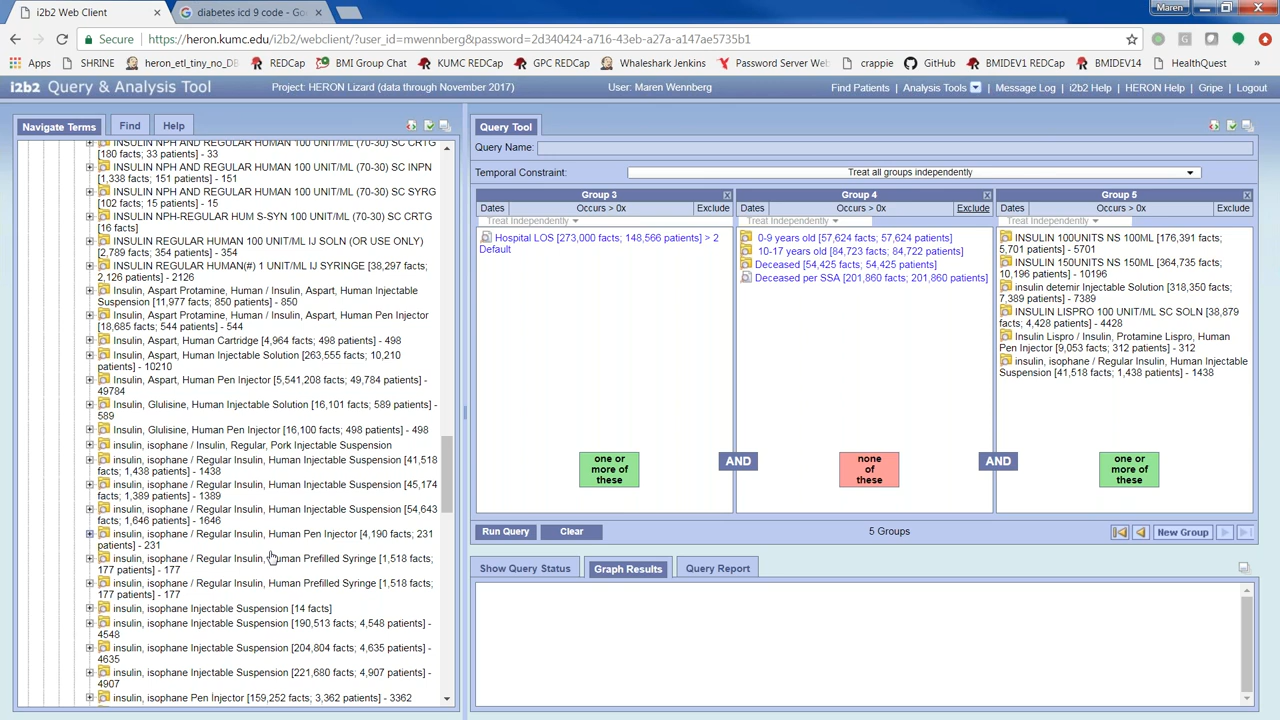 i2b2 Web Client
diabetes icd 9 code - Go
Maren
Secure
https://heron.kumc.edu/i2b2/webclient/?user_id=mwennberg&password=2d340424-a716-43eb-a27a-a147ae5735b1
Apps SHRINE heron_etl_tiny_no_D REDCap BMI Group Chat KUMC REDCap GPC REDCap Whaleshark Jenkins Password Server Web crappie GitHub BMIDEV1 REDCap BMIDEV14 HealthQuest »
i2b2 Query & Analysis Tool
Project: HERON Lizard (data through November 2017)
User: Maren Wennberg
Find Patients | Analysis Tools | Message Log | i2b2 Help | HERON Help | Gripe | Logout
Navigate Terms Find Help
INSULIN NPH AND REGULAR HUMAN 100 UNIT/ML (70-30) SC CRTG
[180 facts; 33 patients] - 33
INSULIN NPH AND REGULAR HUMAN 100 UNIT/ML (70-30) SC INPN
[1,338 facts; 151 patients] - 151
INSULIN NPH AND REGULAR HUMAN 100 UNIT/ML (70-30) SC SYRG
[102 facts; 15 patients] - 15
INSULIN NPH-REGULAR HUM S-SYN 100 UNIT/ML (70-30) SC CRTG
[16 facts]
INSULIN REGULAR HUMAN 100 UNIT/ML IJ SOLN (OR USE ONLY)
[2,789 facts; 354 patients] - 354
INSULIN REGULAR HUMAN(#) 1 UNIT/ML IJ SYRINGE [38,297 facts;
2,126 patients] - 2126
Insulin, Aspart Protamine, Human / Insulin, Aspart, Human Injectable
Suspension [11,977 facts; 850 patients] - 850
Insulin, Aspart Protamine, Human / Insulin, Aspart, Human Pen Injector
[18,685 facts; 544 patients] - 544
Insulin, Aspart, Human Cartridge [4,964 facts; 498 patients] - 498
Insulin, Aspart, Human Injectable Solution [263,555 facts; 10,210
patients] - 10210
Insulin, Aspart, Human Pen Injector [5,541,208 facts; 49,784 patients] -
49784
Insulin, Glulisine, Human Injectable Solution [16,101 facts; 589 patients] -
589
Insulin, Glulisine, Human Pen Injector [16,100 facts; 498 patients] - 498
insulin, isophane / Insulin, Regular, Pork Injectable Suspension
insulin, isophane / Regular Insulin, Human Injectable Suspension [41,518
facts; 1,438 patients] - 1438
insulin, isophane / Regular Insulin, Human Injectable Suspension [45,174
facts; 1,389 patients] - 1389
insulin, isophane / Regular Insulin, Human Injectable Suspension [54,643
facts; 1,646 patients] - 1646
insulin, isophane / Regular Insulin, Human Pen Injector [4,190 facts; 231
patients] - 231
insulin, isophane / Regular Insulin, Human Prefilled Syringe [1,518 facts;
177 patients] - 177
insulin, isophane / Regular Insulin, Human Prefilled Syringe [1,518 facts;
177 patients] - 177
insulin, isophane Injectable Suspension [14 facts]
insulin, isophane Injectable Suspension [190,513 facts; 4,548 patients] -
4548
insulin, isophane Injectable Suspension [204,804 facts; 4,635 patients] -
4635
insulin, isophane Injectable Suspension [221,680 facts; 4,907 patients] -
4907
insulin, isophane Pen Injector [159,252 facts; 3,362 patients] - 3362
Query Tool
Query Name:
Temporal Constraint: Treat all groups independently
Group 3
Dates Occurs > 0x Exclude
Treat Independently
Hospital LOS [273,000 facts; 148,566 patients] > 2
Default
one or
more of
these
AND
Group 4
Dates Occurs > 0x Exclude
Treat Independently
0-9 years old [57,624 facts; 57,624 patients]
10-17 years old [84,723 facts; 84,722 patients]
Deceased [54,425 facts; 54,425 patients]
Deceased per SSA [201,860 facts; 201,860 patients]
none
of
these
AND
Group 5
Dates Occurs > 0x Exclude
Treat Independently
INSULIN 100UNITS NS 100ML [176,391 facts;
5,701 patients] - 5701
INSULIN 150UNITS NS 150ML [364,735 facts;
10,196 patients] - 10196
insulin detemir Injectable Solution [318,350 facts;
7,389 patients] - 7389
INSULIN LISPRO 100 UNIT/ML SC SOLN [38,879
facts; 4,428 patients] - 4428
Insulin Lispro / Insulin, Protamine Lispro, Human
Pen Injector [9,053 facts; 312 patients] - 312
insulin, isophane / Regular Insulin, Human Injectable
Suspension [41,518 facts; 1,438 patients] - 1438
one or
more of
these
Run Query Clear 5 Groups New Group
Show Query Status Graph Results Query Report